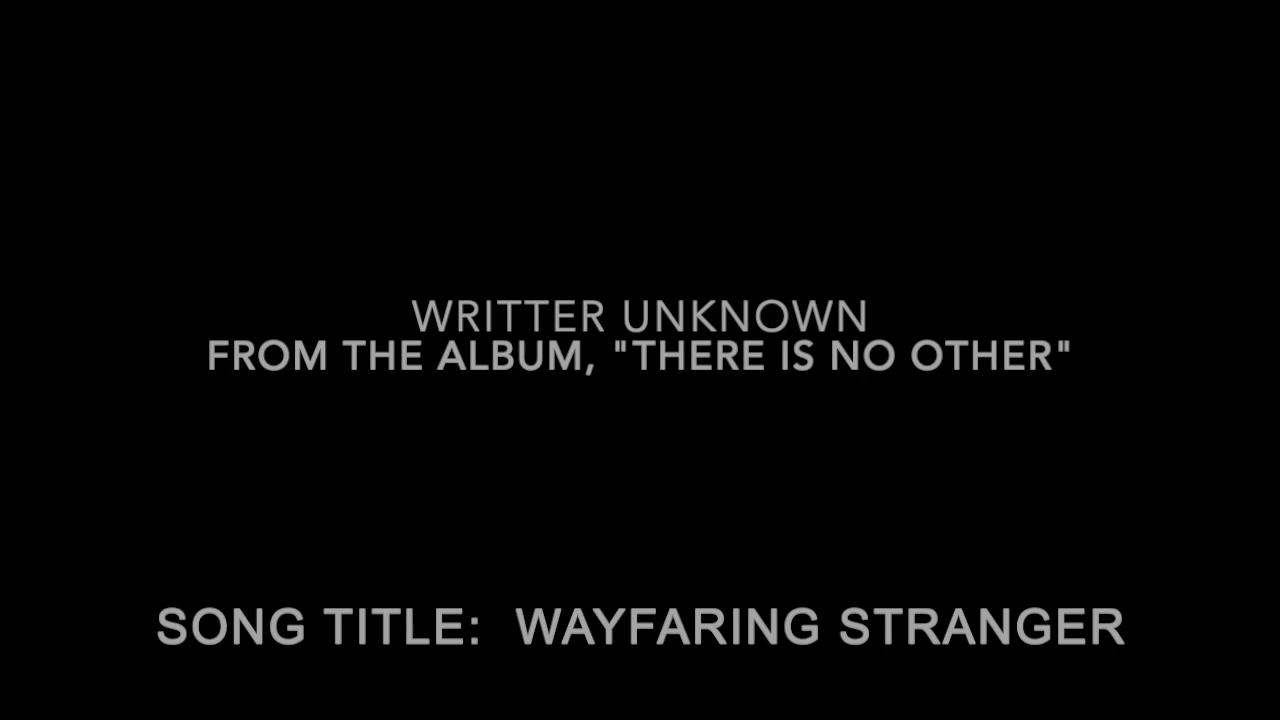 WRITTER UNKNOWN
FROM THE ALBUM, "THERE IS NO OTHER"
SONG TITLE:  WAYFARING STRANGER